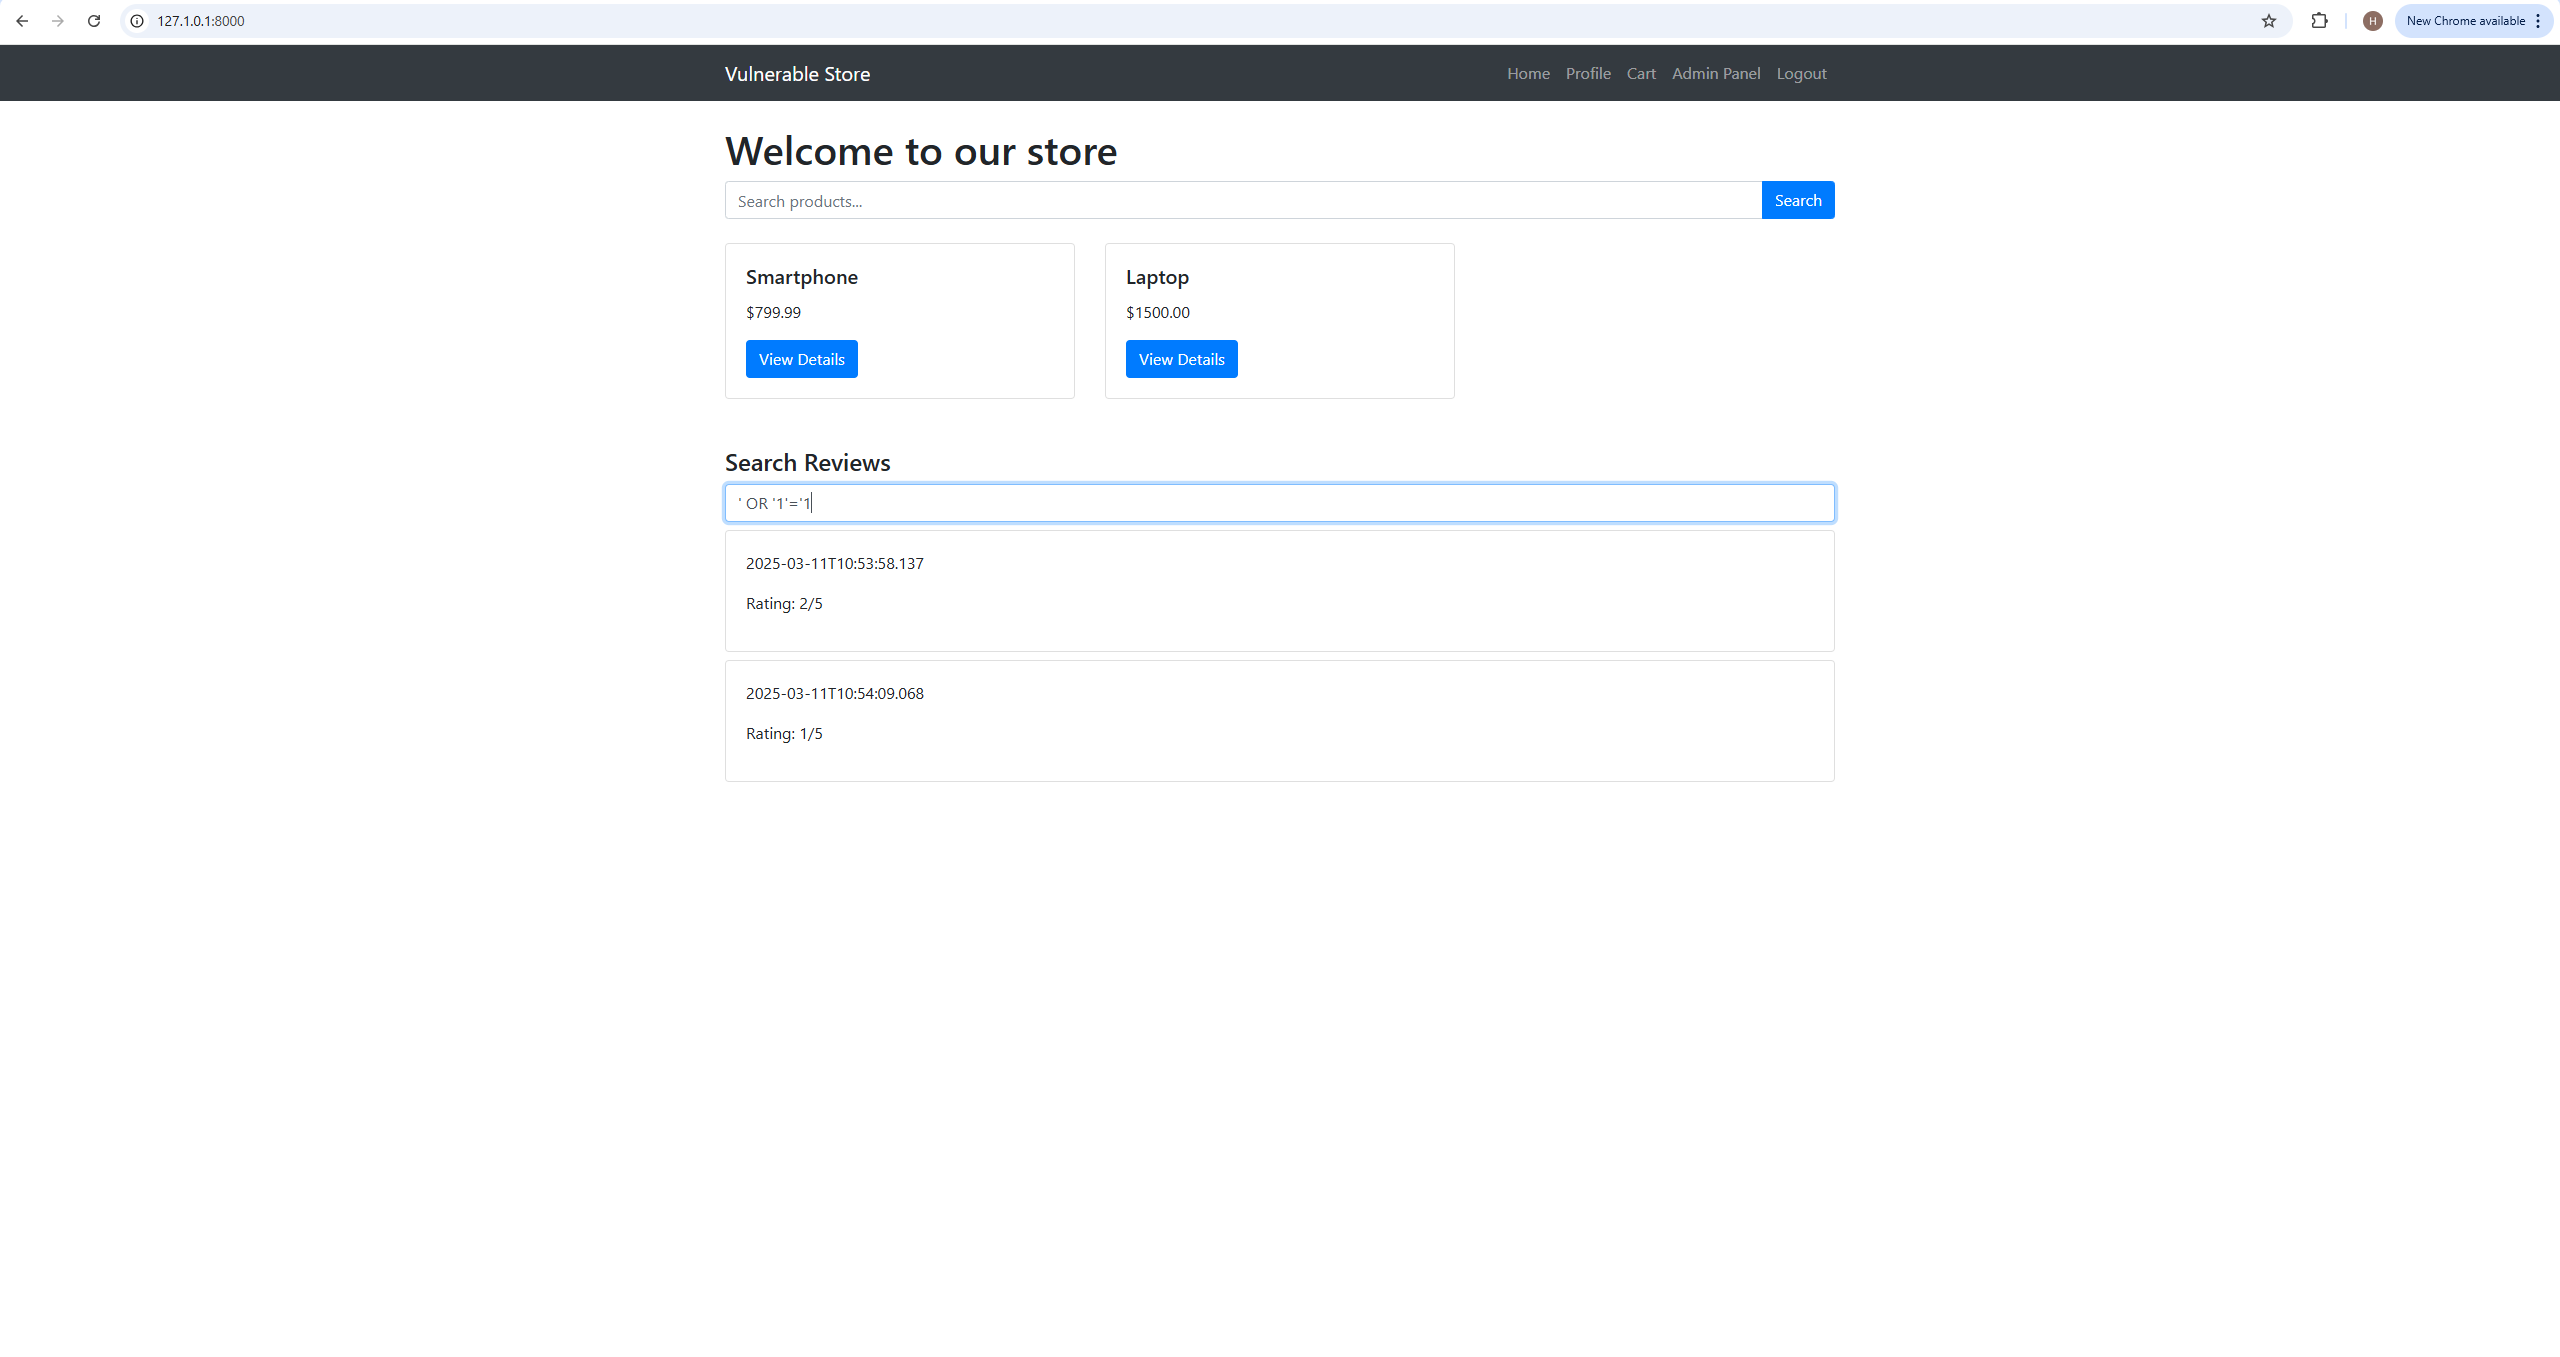 127.1.0.1:8000
H
New Chrome available
Vulnerable Store
Home Profile Cart Admin Panel Logout
Welcome to our store
Search products...
Search
Smartphone
$799.99
View Details
Laptop
$1500.00
View Details
Search Reviews
' OR '1'='1
2025-03-11T10:53:58.137
Rating: 2/5
2025-03-11T10:54:09.068
Rating: 1/5